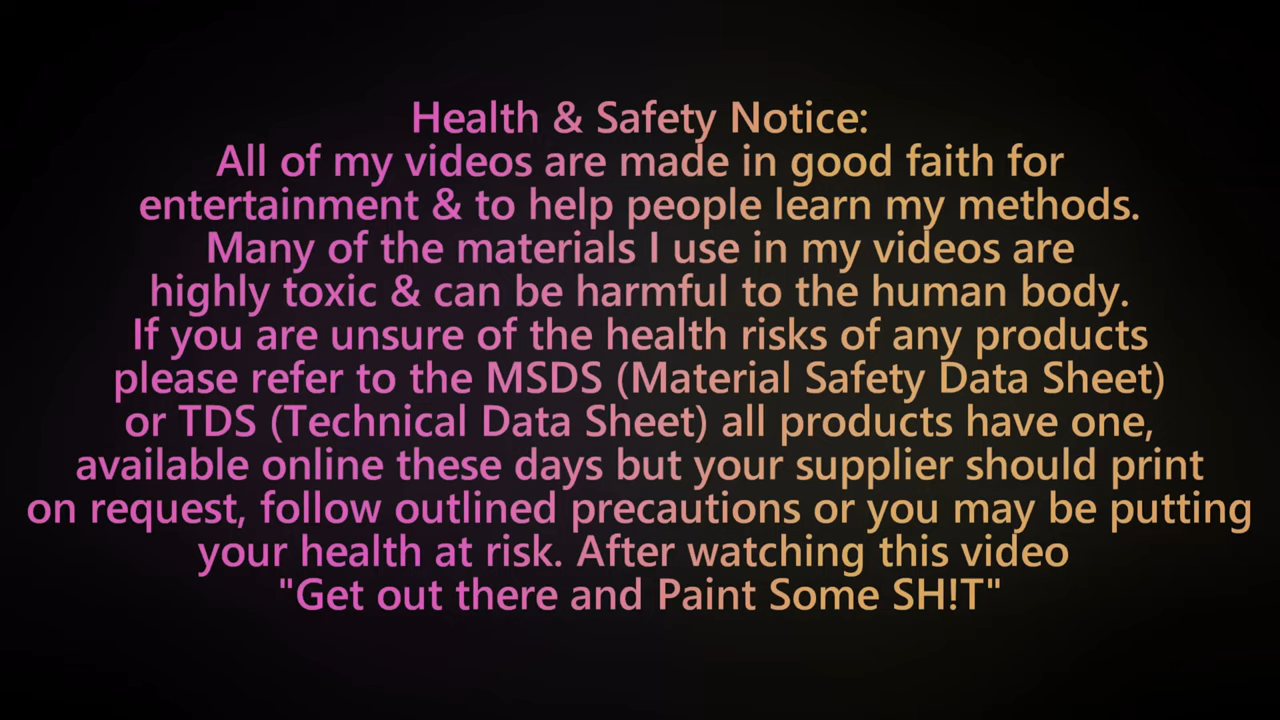 Health & Safety Notice:
All of my videos are made in good faith for
entertainment & to help people learn my methods.
Many of the materials I use in my videos are
highly toxic & can be harmful to the human body.
If you are unsure of the health risks of any products
please refer to the MSDS (Material Safety Data Sheet)
or TDS (Technical Data Sheet) all products have one,
available online these days but your supplier should print
on request, follow outlined precautions or you may be putting
your health at risk. After watching this video
"Get out there and Paint Some SH!T"